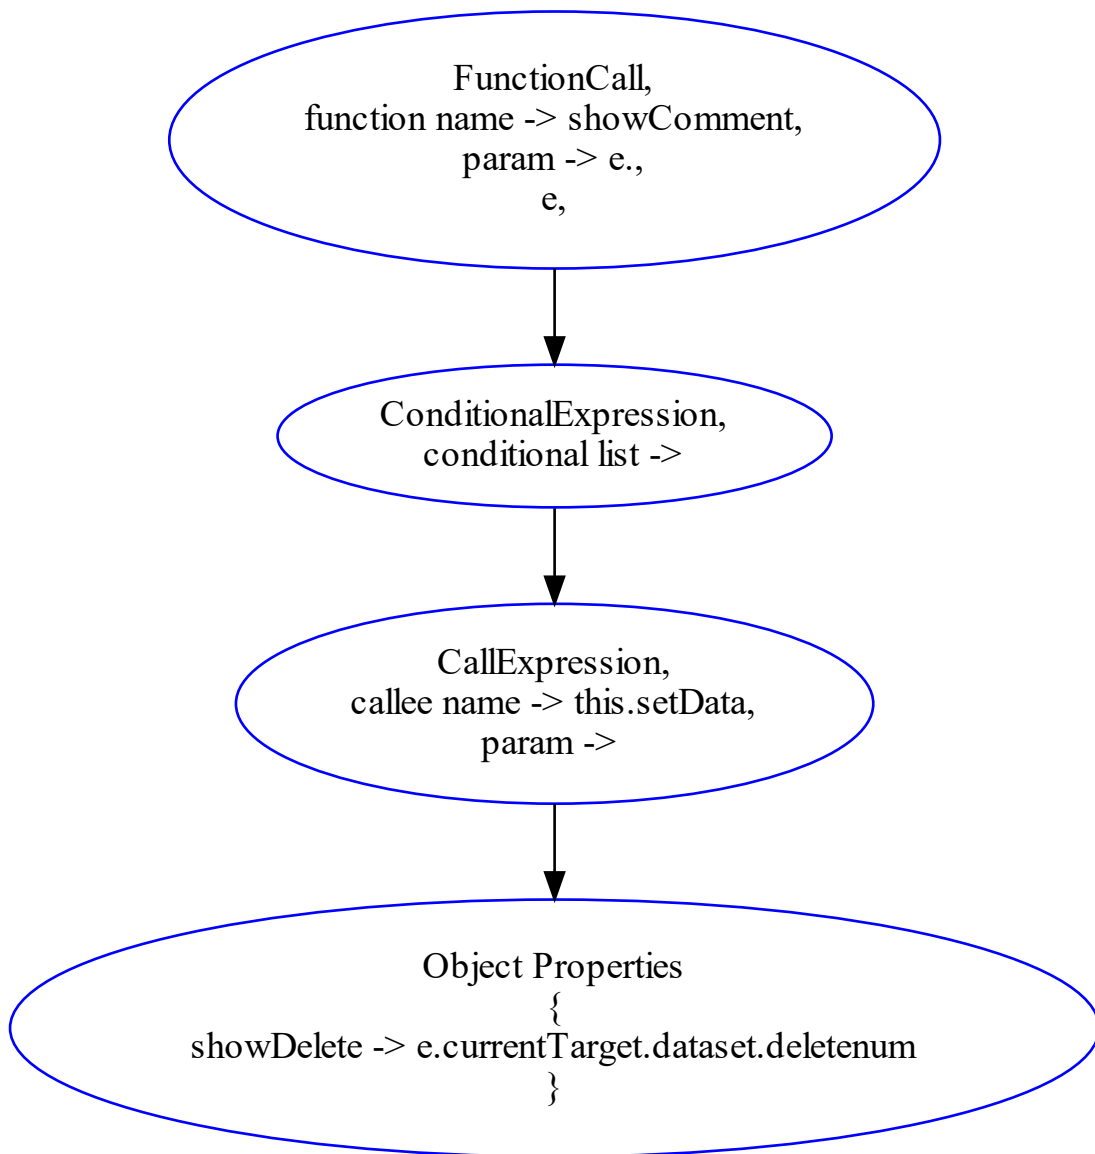 FunctionCall,
function name -> showComment,
param -> e.,
e,
ConditionalExpression,
conditional list ->
CallExpression,
callee name -> this.setData,
param ->
Object Properties
{
showDelete -> e.currentTarget.dataset.deletenum
}